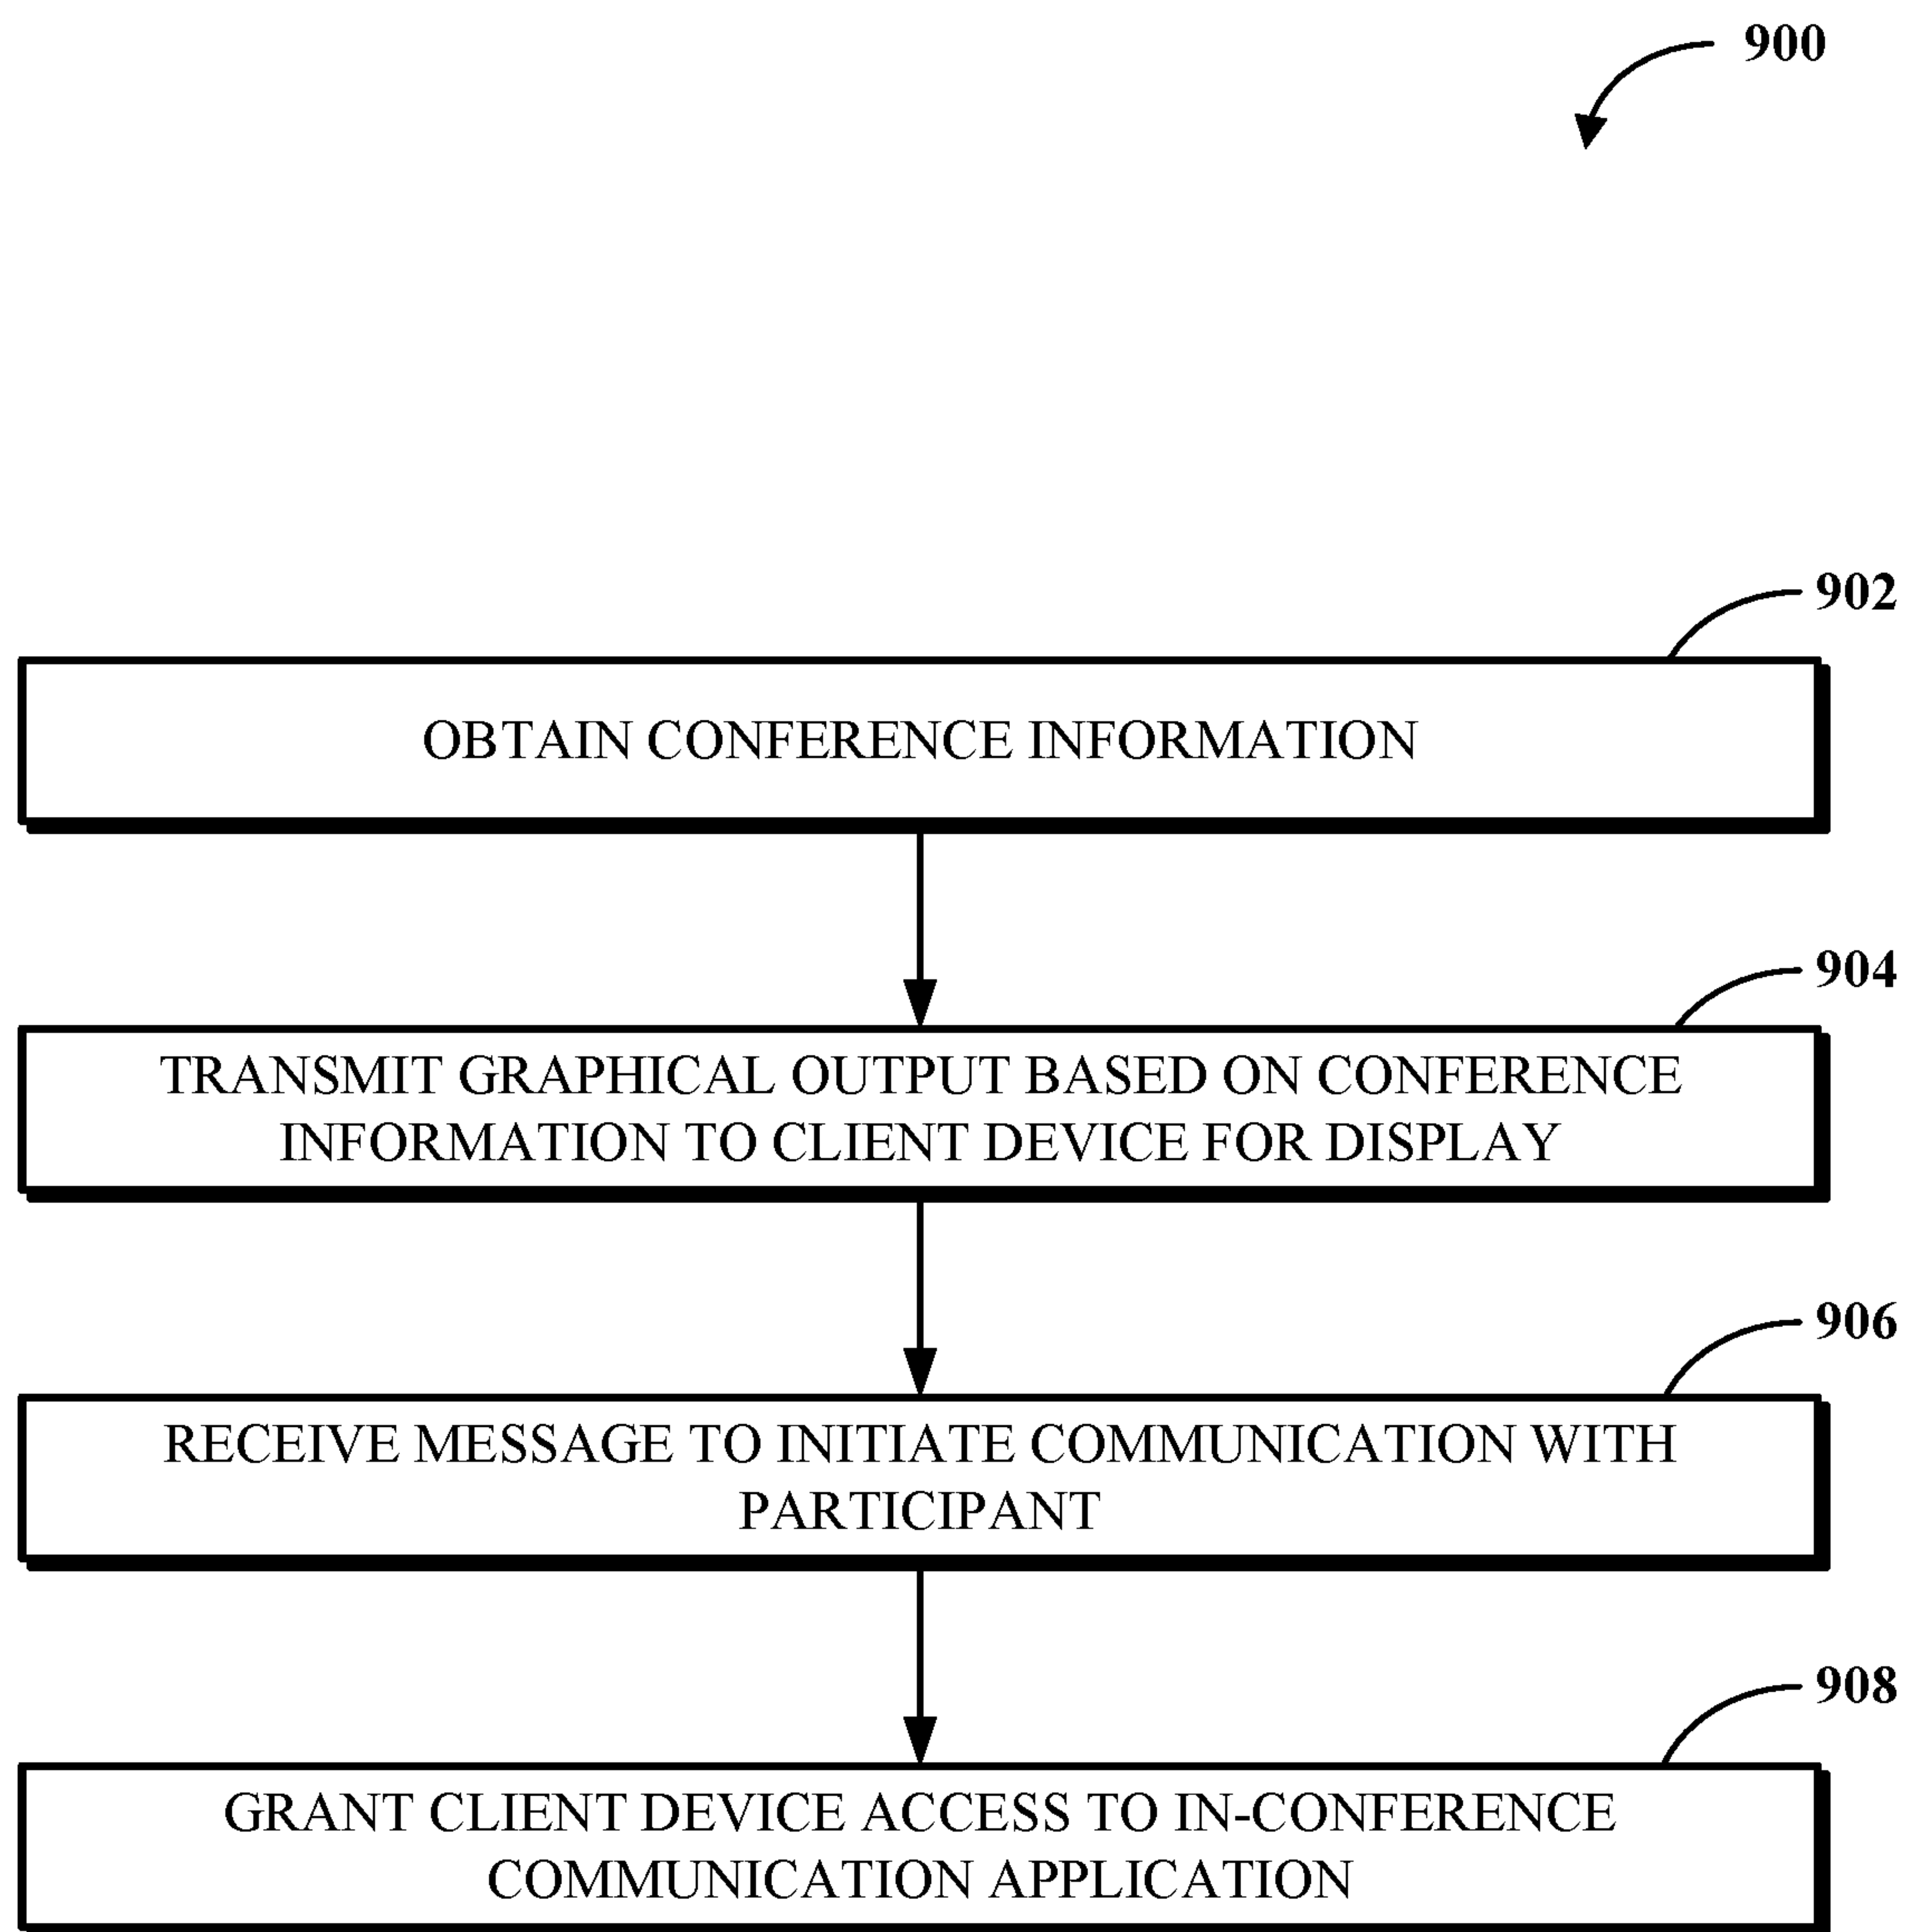 900
902
OBTAIN CONFERENCE INFORMATION
904
TRANSMIT GRAPHICAL OUTPUT BASED ON CONFERENCE
INFORMATION TO CLIENT DEVICE FOR DISPLAY
906
RECEIVE MESSAGE TO INITIATE COMMUNICATION WITH
PARTICIPANT
908
GRANT CLIENT DEVICE ACCESS TO IN-CONFERENCE
COMMUNICATION APPLICATION